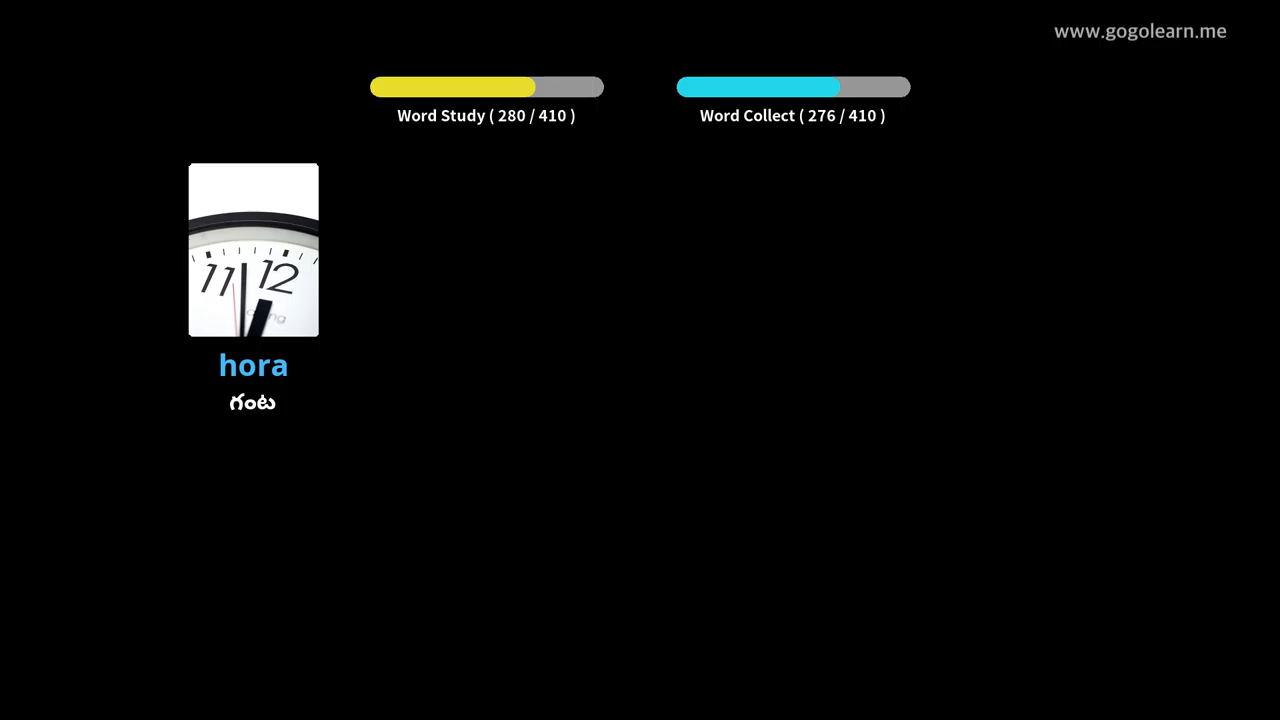 www.gogolearn.me
Word Study ( 280 / 410 )
Word Collect ( 276 / 410 )
11 12
hora
గంట